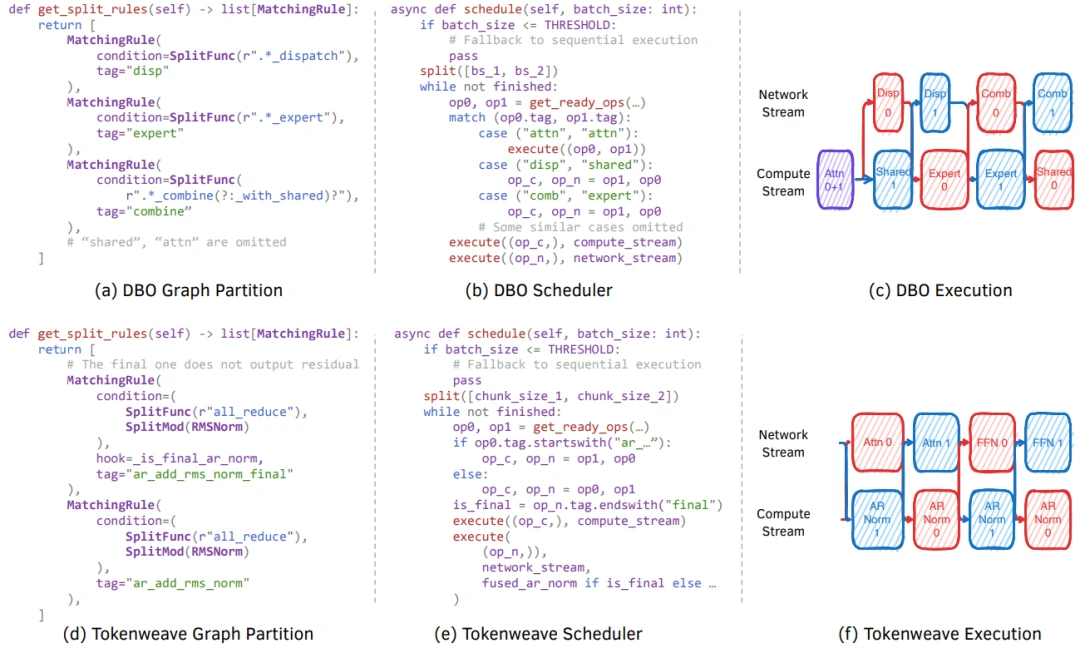 def get_split_rules(self) -> list[MatchingRule]:
    return [
        MatchingRule(
            condition=SplitFunc(r".*_dispatch"),
            tag="disp"
        ),
        MatchingRule(
            condition=SplitFunc(r".*_expert"),
            tag="expert"
        ),
        MatchingRule(
            condition=SplitFunc(
                r".*_combine(?:_with_shared)?"),
            tag="combine”
        ),
        # “shared”, “attn” are omitted
    ]
(a) DBO Graph Partition
async def schedule(self, batch_size: int):
    if batch_size <= THRESHOLD:
        # Fallback to sequential execution
        pass
    split([bs_1, bs_2])
    while not finished:
        op0, op1 = get_ready_ops(…)
        match (op0.tag, op1.tag):
            case ("attn", "attn"):
                execute((op0, op1))
            case ("disp", "shared"):
                op_c, op_n = op1, op0
            case ("comb", "expert"):
                op_c, op_n = op1, op0
            # Some similar cases omitted
        execute((op_c,), compute_stream)
        execute((op_n,), network_stream)
(b) DBO Scheduler
Network
Stream
Disp
0
Disp
1
Comb
0
Comb
1
Compute
Stream
Attn
0+1
Shared
1
Expert
0
Expert
1
Shared
0
(c) DBO Execution
def get_split_rules(self) -> list[MatchingRule]:
    return [
        # The final one does not output residual
        MatchingRule(
            condition=(
                SplitFunc(r"all_reduce"),
                SplitMod(RMSNorm)
            ),
            hook=_is_final_ar_norm,
            tag="ar_add_rms_norm_final"
        ),
        MatchingRule(
            condition=(
                SplitFunc(r"all_reduce"),
                SplitMod(RMSNorm)
            ),
            tag="ar_add_rms_norm"
        ),
    ]
(d) Tokenweave Graph Partition
async def schedule(self, batch_size: int):
    if batch_size <= THRESHOLD:
        # Fallback to sequential execution
        pass
    split([chunk_size_1, chunk_size_2])
    while not finished:
        op0, op1 = get_ready_ops(…)
        if op0.tag.startswith("ar_…”):
            op_c, op_n = op1, op0
        else:
            op_c, op_n = op0, op1
        is_final = op_n.tag.endswith("final")
        execute((op_c,), compute_stream)
        execute(
            (op_n,)),
            network_stream,
            fused_ar_norm if is_final else …
        )
(e) Tokenweave Scheduler
Network
Stream
Attn 0
Attn 1
FFN 0
FFN 1
Compute
Stream
AR
Norm
1
AR
Norm
0
AR
Norm
1
AR
Norm
0
(f) Tokenweave Execution